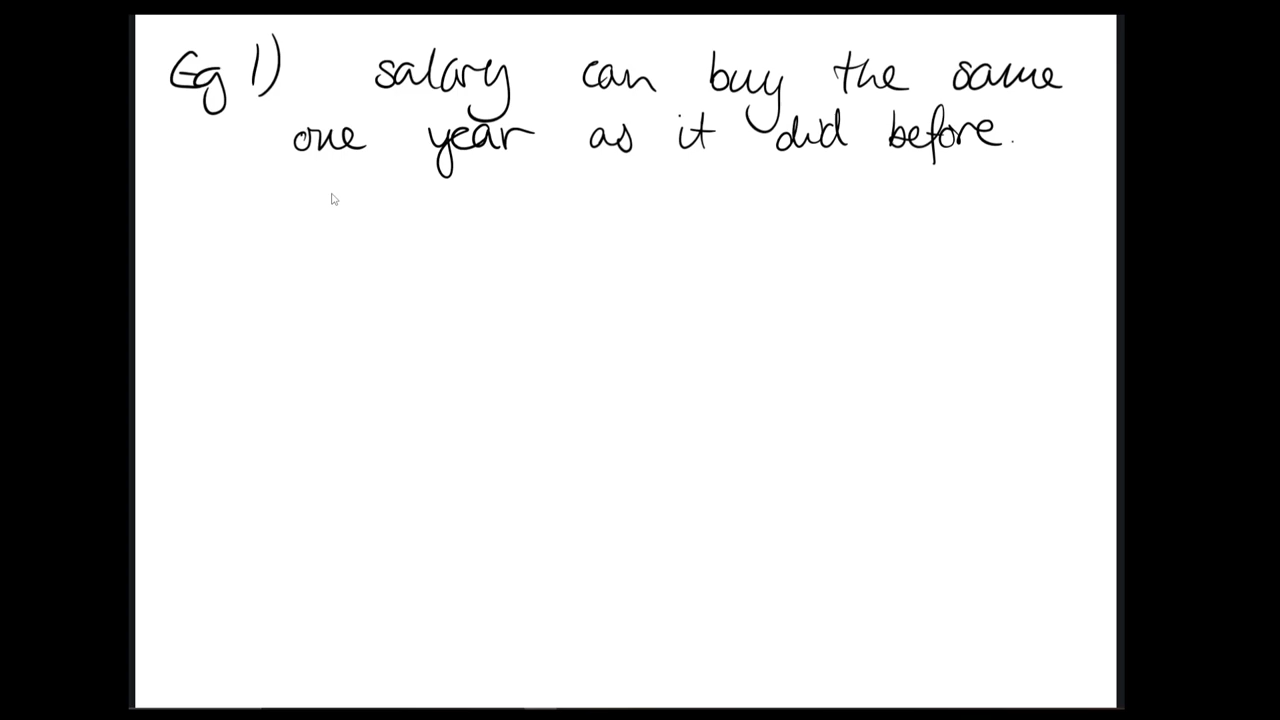 Eg 1) salary can buy the same
one year as it did before.